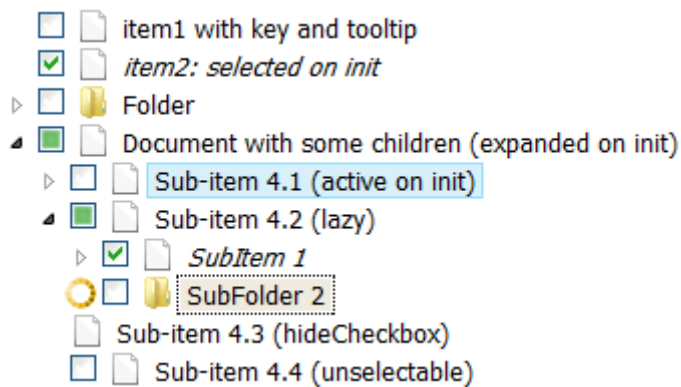 item1 with key and tooltip
item2: selected on init
Folder
Document with some children (expanded on init)
Sub-item 4.1 (active on init)
Sub-item 4.2 (lazy)
SubItem 1
SubFolder 2
Sub-item 4.3 (hideCheckbox)
Sub-item 4.4 (unselectable)